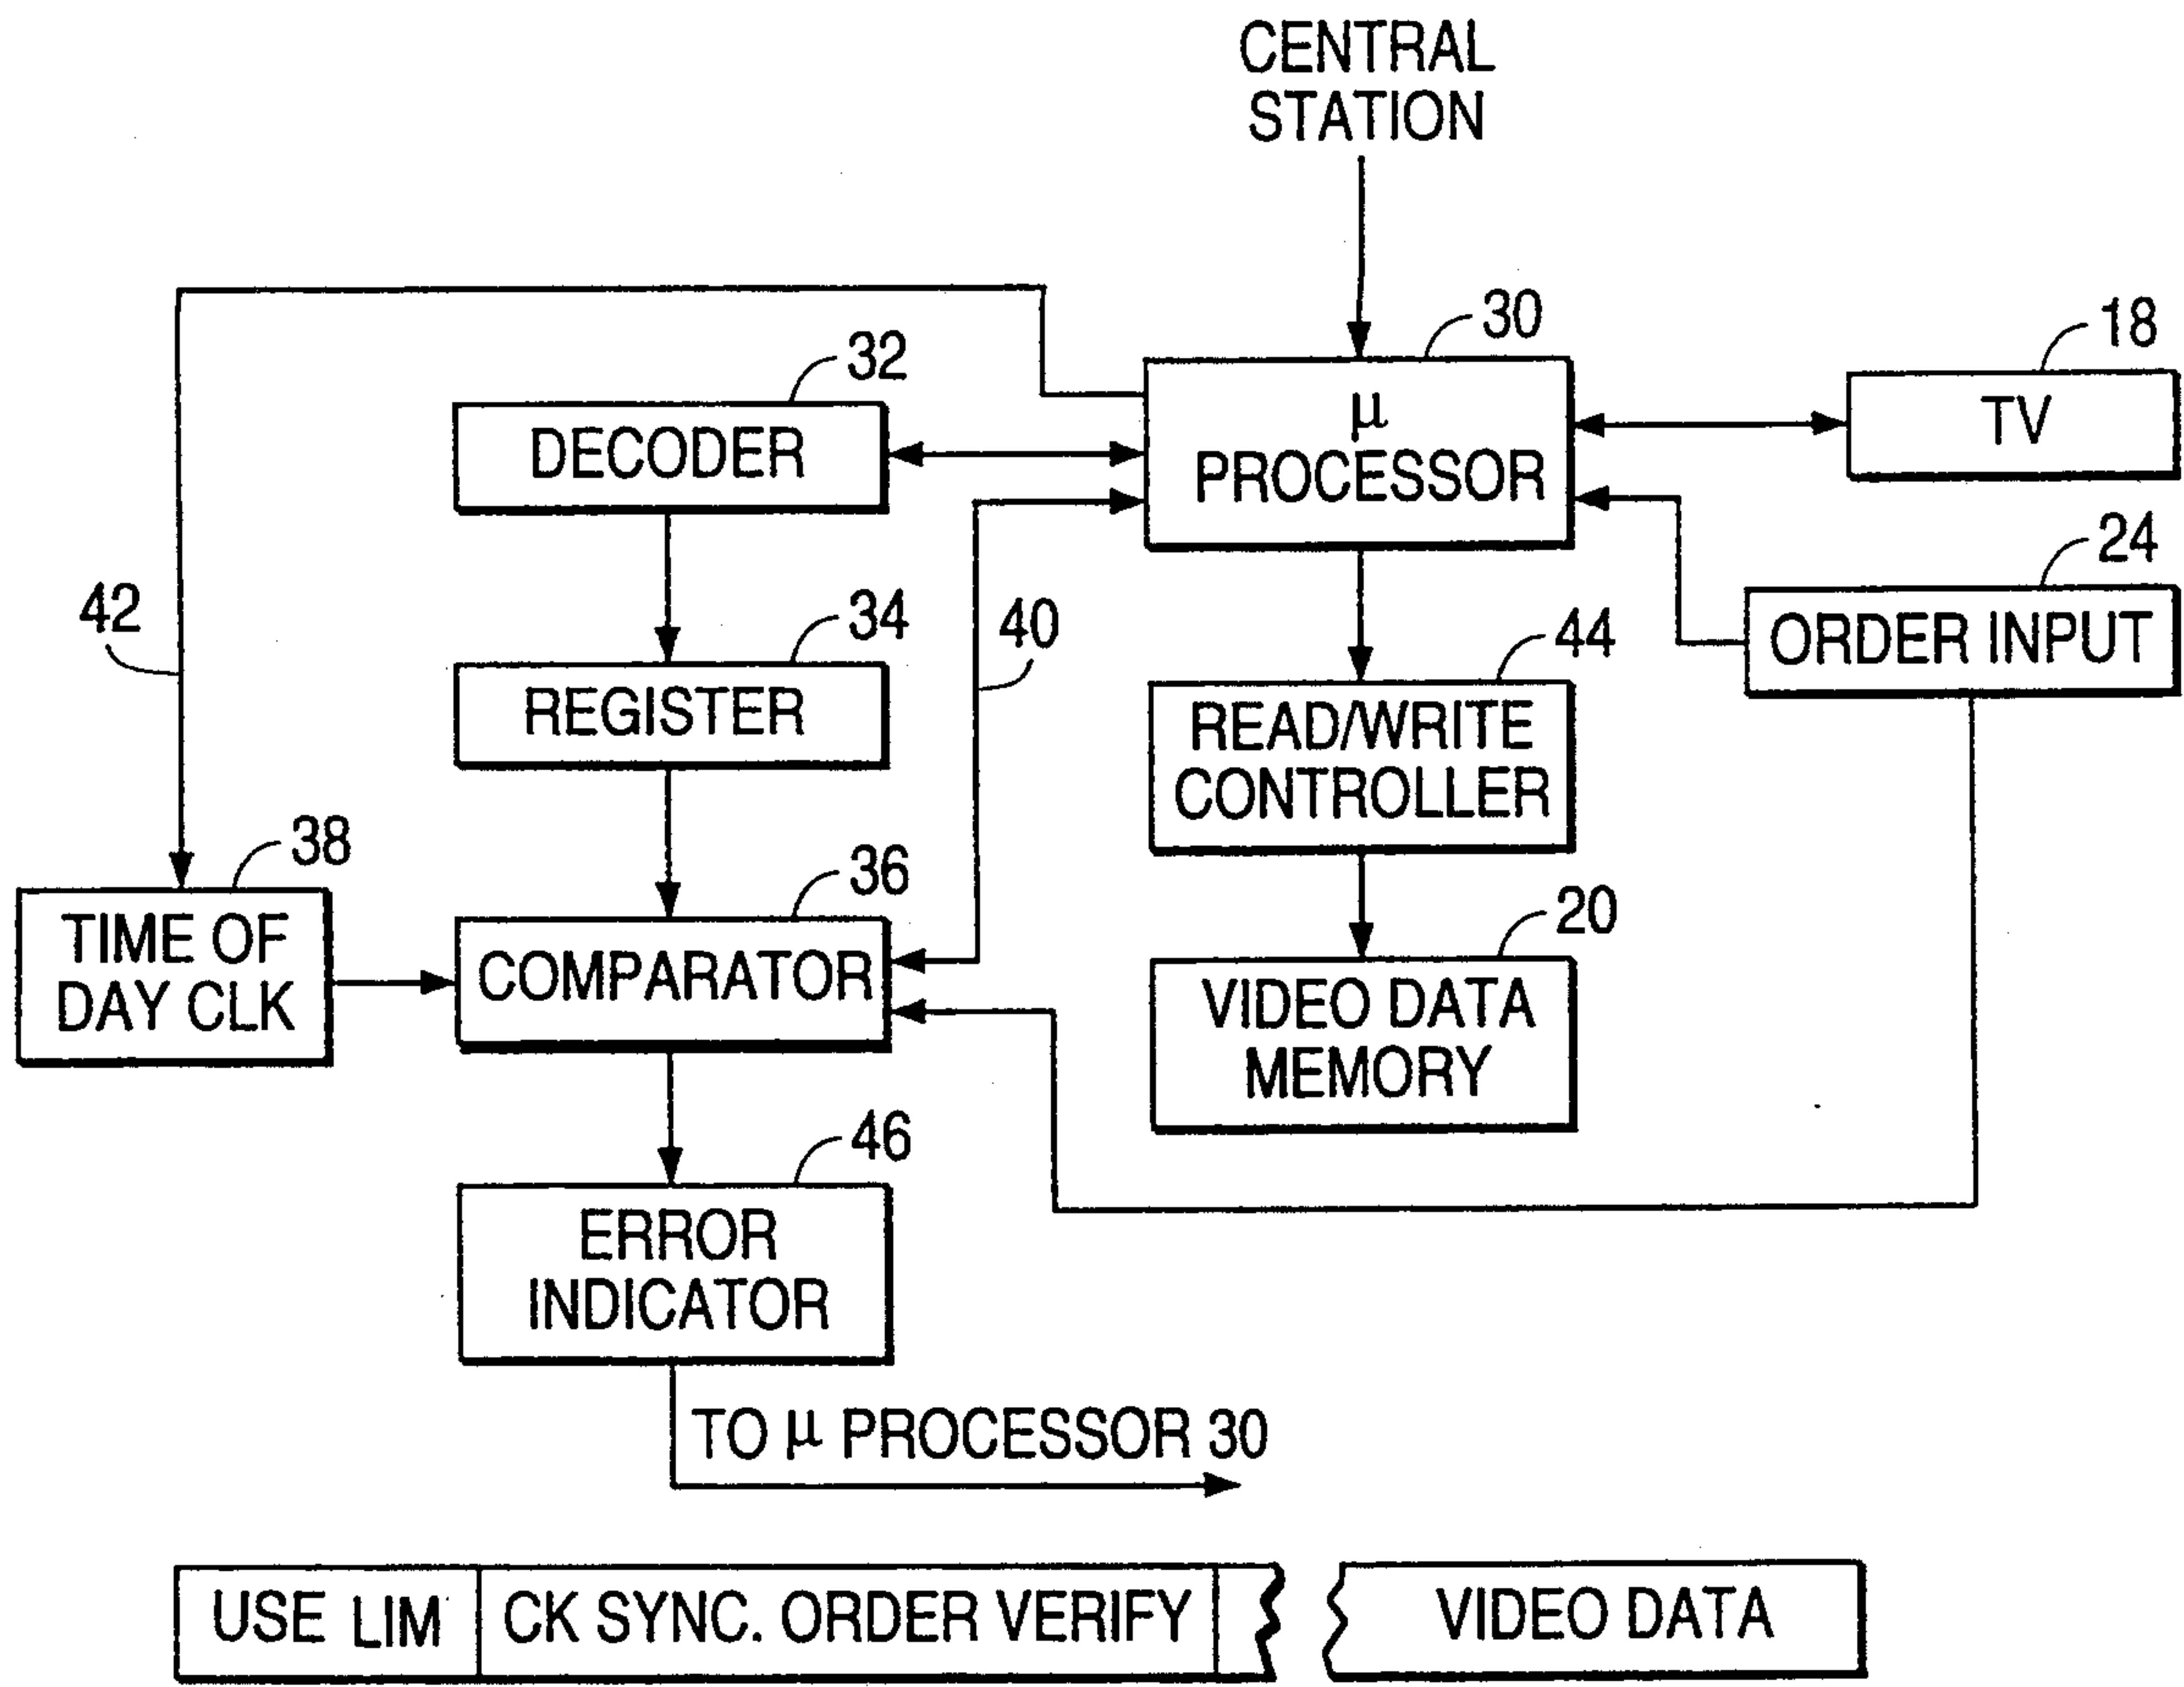 CENTRAL
STATION
30
18
32
μ
PROCESSOR
TV
DECODER
24
42
34
40
44
ORDER INPUT
REGISTER
READ/WRITE
CONTROLLER
38
36
20
TIME OF
DAY CLK
COMPARATOR
VIDEO DATA
MEMORY
46
ERROR
INDICATOR
TO μ PROCESSOR 30
USE LIM
CK SYNC. ORDER VERIFY
VIDEO DATA